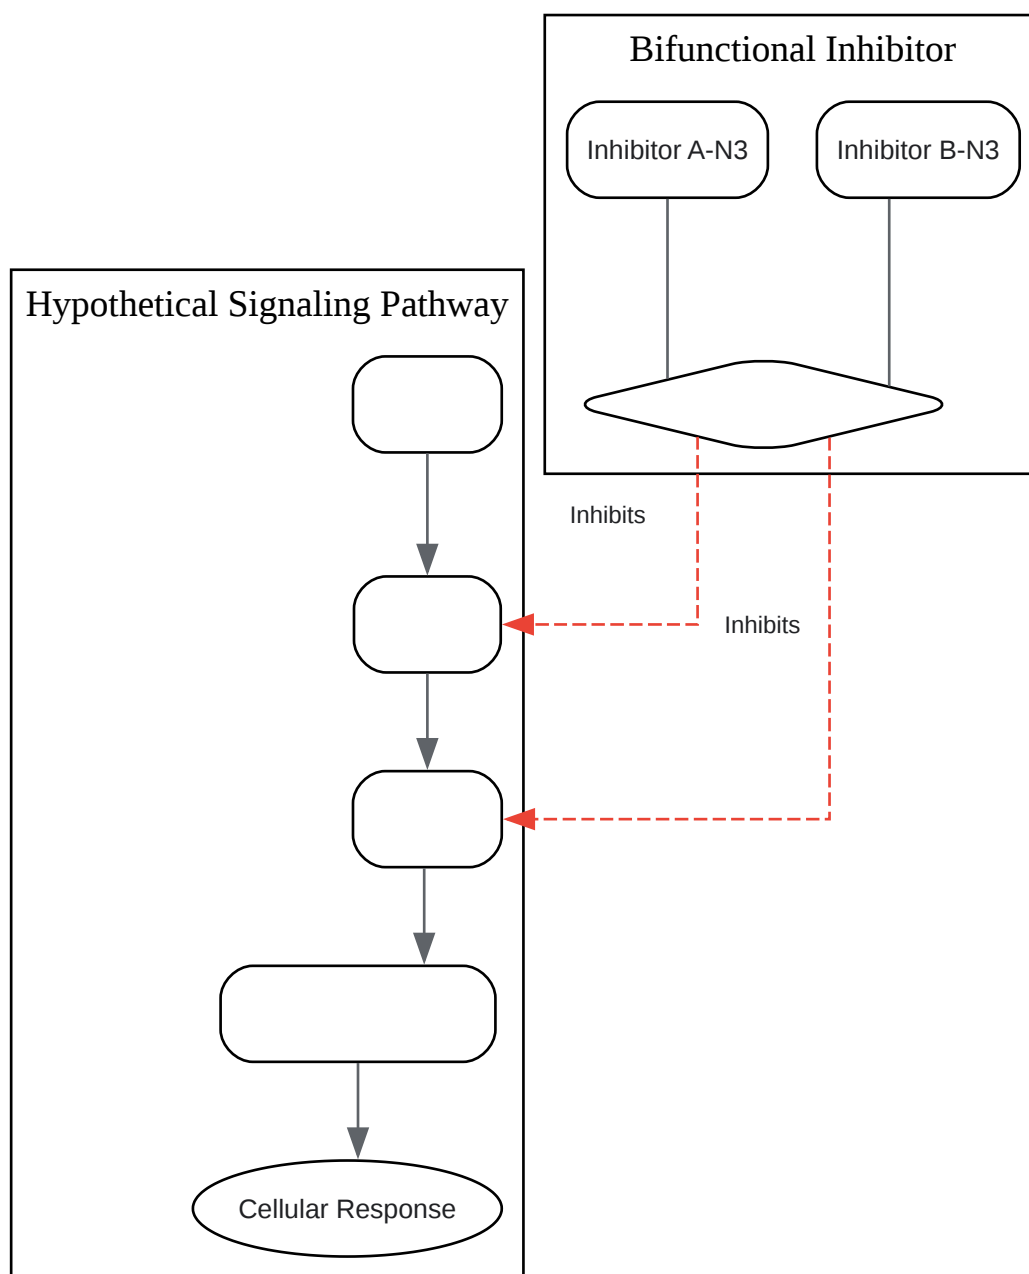 Bifunctional Inhibitor
Inhibitor A-N3
Inhibitor B-N3
Hypothetical Signaling Pathway
Inhibits
Inhibits
Cellular Response